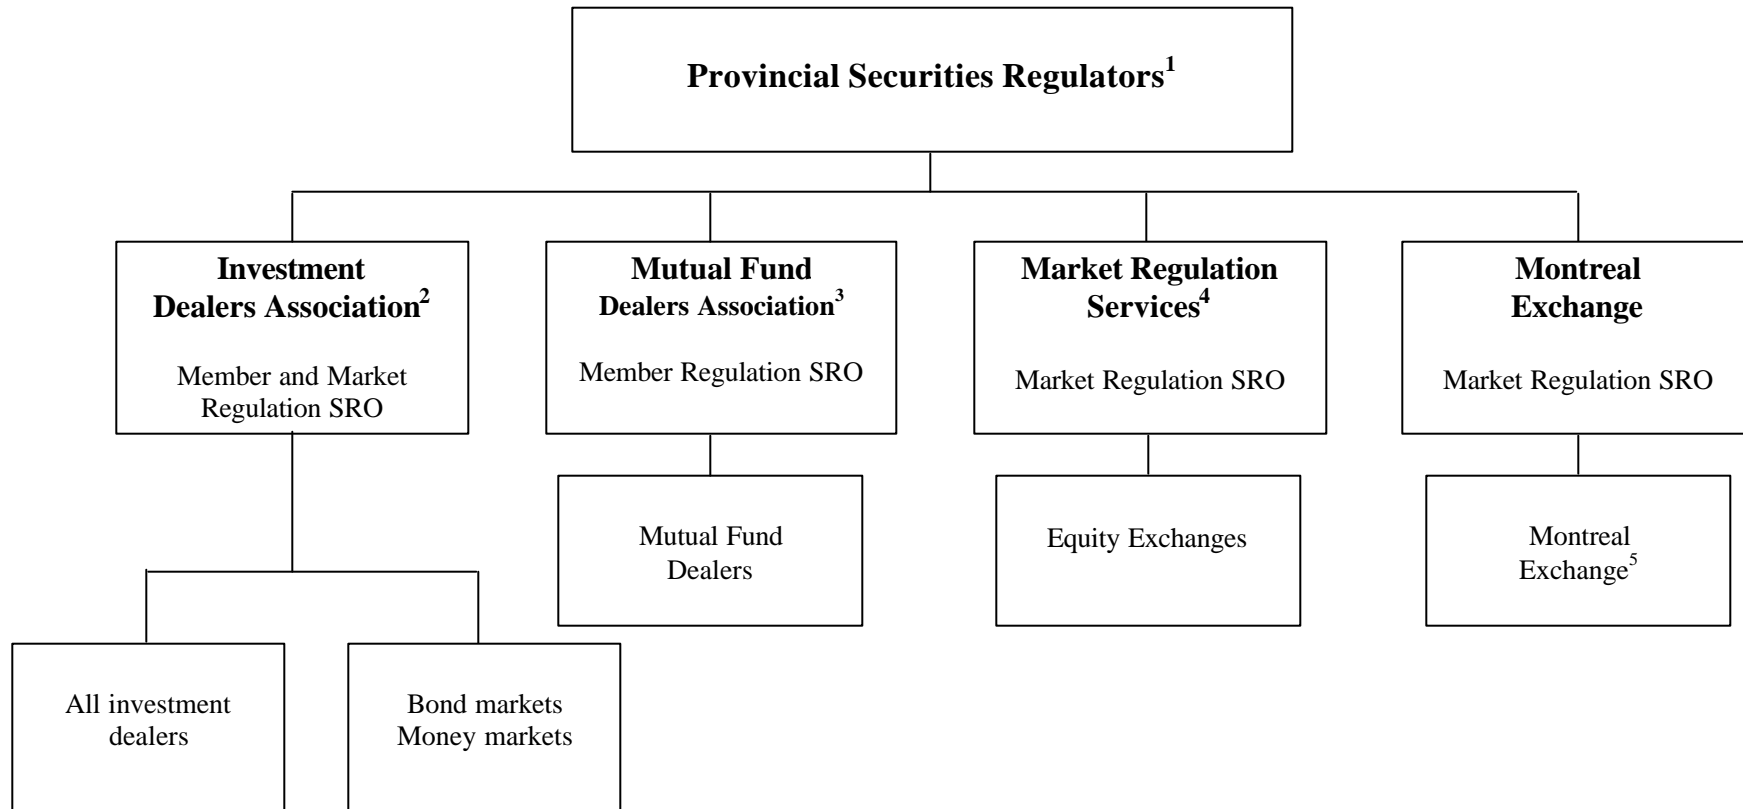 Provincial Securities Regulators1
Investment
Dealers Association2
Member and Market
Regulation SRO
Mutual Fund
Dealers Association3
Member Regulation SRO
Market Regulation
Services4
Market Regulation SRO
Montreal
Exchange
Market Regulation SRO
Mutual Fund
Dealers
Equity Exchanges
Montreal
Exchange5
All investment
dealers
Bond markets
Money markets